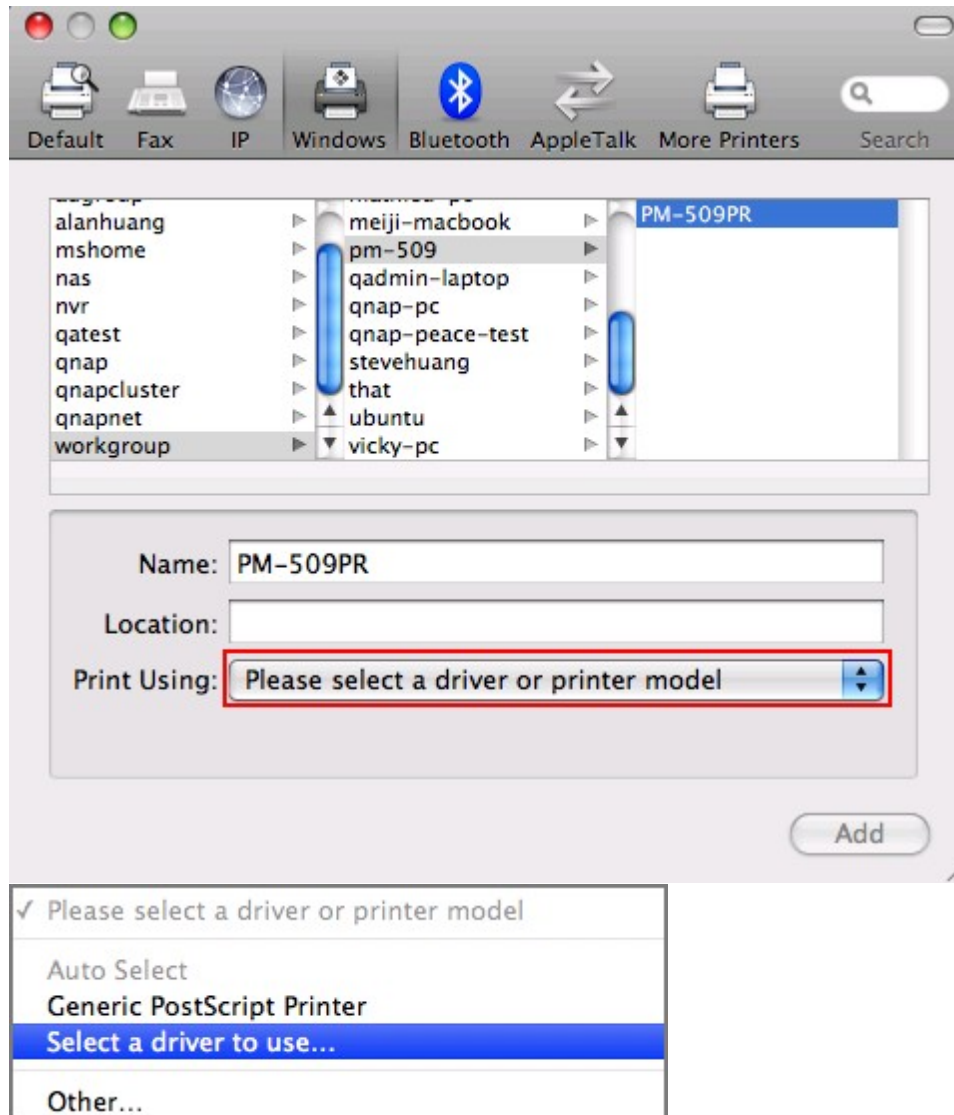 Default Fax IP Windows Bluetooth AppleTalk More Printers Search
alanhuang meiji-macbook PM-509PR
mshome pm-509
nas qadmin-laptop
nvr qnap-pc
qatest qnap-peace-test
qnap stevehuang
qnapcluster that
qnapnet ubuntu
workgroup vicky-pc
Name: PM-509PR
Location:
Print Using: Please select a driver or printer model
Add
✓ Please select a driver or printer model
Auto Select
Generic PostScript Printer
Select a driver to use...
Other...